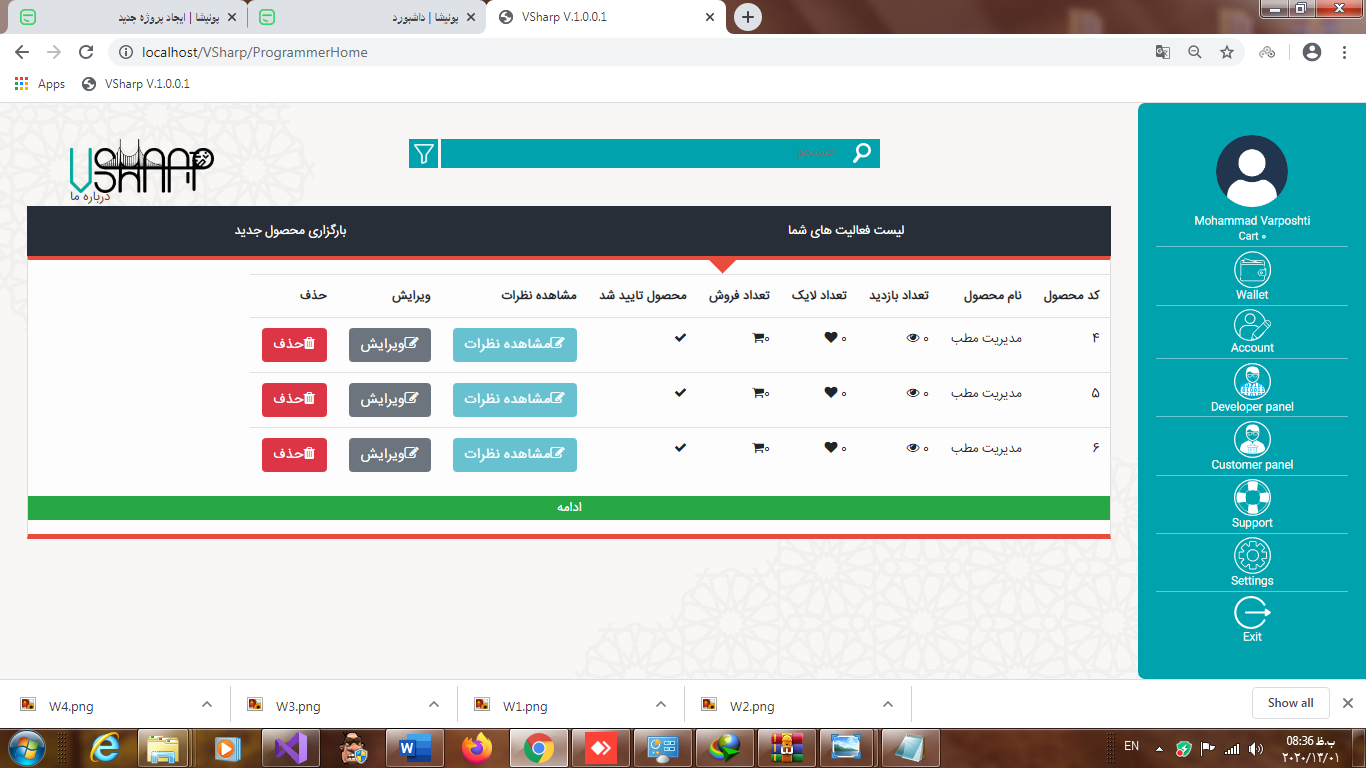 پونیشا | ایجاد پروژه جدید
پونیشا | داشبورد
VSharp V.1.0.0.1
localhost/VSharp/ProgrammerHome
Apps
VSharp V.1.0.0.1
VSHARP
درباره ما
جستجو
Mohammad Varposhti
Cart ۰
Wallet
Account
Developer panel
Customer panel
Support
Settings
Exit
لیست فعالیت های شما
بارگزاری محصول جدید
کد محصول نام محصول تعداد بازدید تعداد لایک تعداد فروش محصول تایید شد مشاهده نظرات ویرایش حذف
۴ مدیریت مطب ۰ ۰ ۰ مشاهده نظرات ویرایش حذف
۵ مدیریت مطب ۰ ۰ ۰ مشاهده نظرات ویرایش حذف
۶ مدیریت مطب ۰ ۰ ۰ مشاهده نظرات ویرایش حذف
ادامه
W4.png
W3.png
W1.png
W2.png
Show all
EN
08:36 ب.ظ
۲۰۲۰/۱۳/۰۱